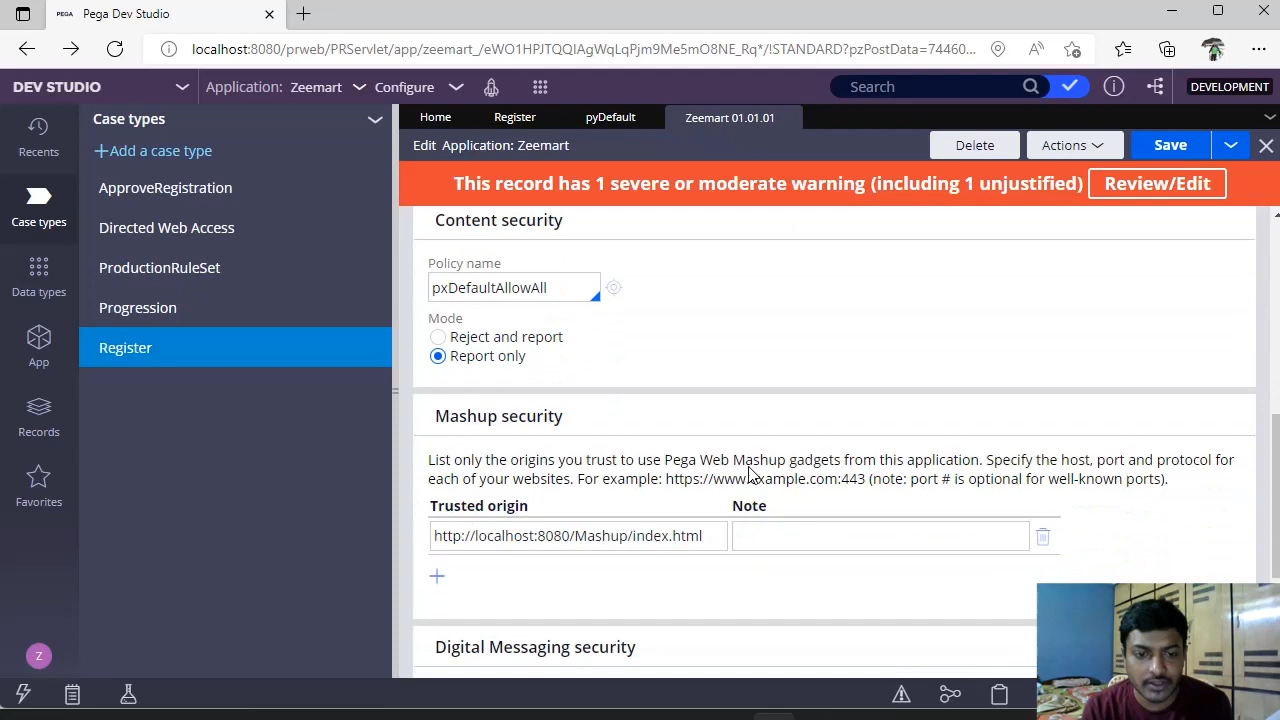 PEGA Pega Dev Studio
localhost:8080/prweb/PRServlet/app/zeemart_/eWO1HPJTQQIAgWqLqPjm9Me5mO8NE_Rq*/!STANDARD?pzPostData=74460...
DEV STUDIO Application: Zeemart Configure Search DEVELOPMENT
Recents
Case types
Data types
App
Records
Favorites
Z
Case types
Add a case type
ApproveRegistration
Directed Web Access
ProductionRuleSet
Progression
Register
Home Register pyDefault Zeemart 01.01.01
Edit Application: Zeemart Delete Actions Save
This record has 1 severe or moderate warning (including 1 unjustified) Review/Edit
Content security
Policy name
pxDefaultAllowAll
Mode
Reject and report
Report only
Mashup security
List only the origins you trust to use Pega Web Mashup gadgets from this application. Specify the host, port and protocol for
each of your websites. For example: https://www.example.com:443 (note: port # is optional for well-known ports).
Trusted origin Note
http://localhost:8080/Mashup/index.html
Digital Messaging security